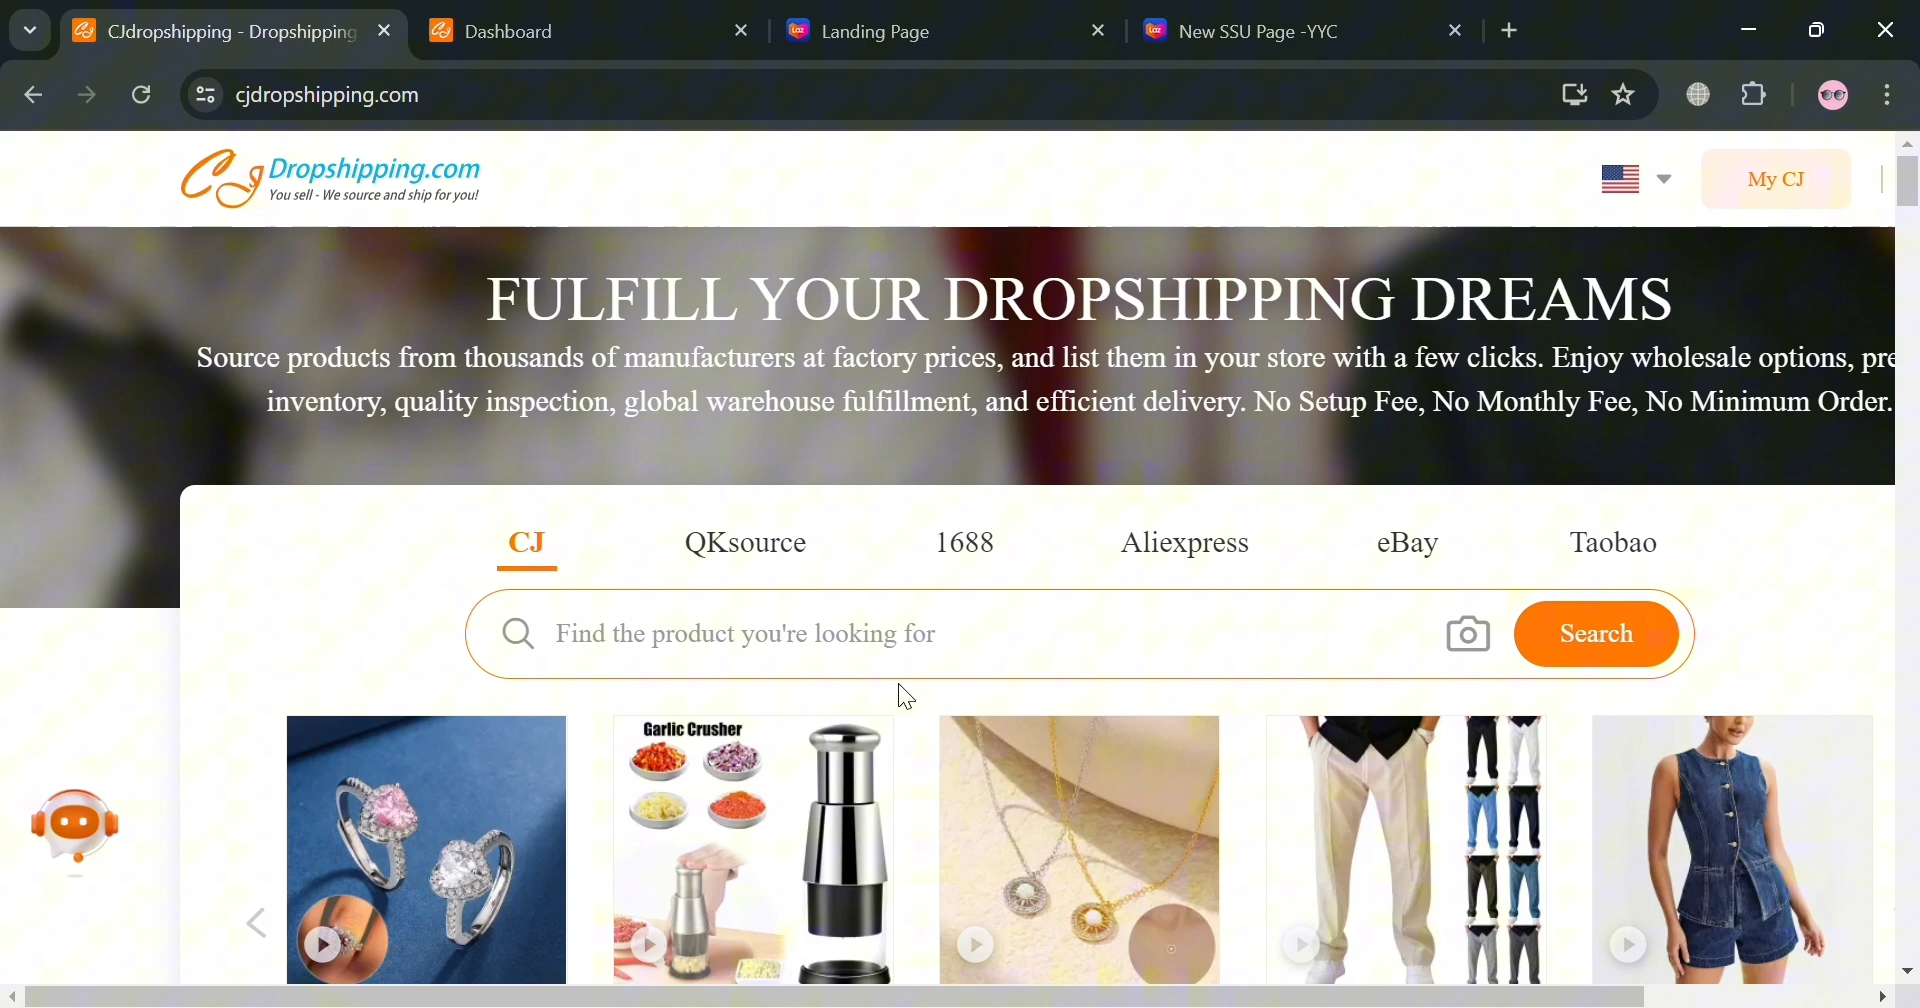 CJdropshipping - Dropshipping
Dashboard
Landing Page
New SSU Page -YYC
cjdropshipping.com
CJ Dropshipping.com
You sell - We source and ship for you!
My CJ
FULFILL YOUR DROPSHIPPING DREAMS
Source products from thousands of manufacturers at factory prices, and list them in your store with a few clicks. Enjoy wholesale options, pre
inventory, quality inspection, global warehouse fulfillment, and efficient delivery. No Setup Fee, No Monthly Fee, No Minimum Order.
CJ
QKsource
1688
Aliexpress
eBay
Taobao
Find the product you're looking for
Search
Garlic Crusher